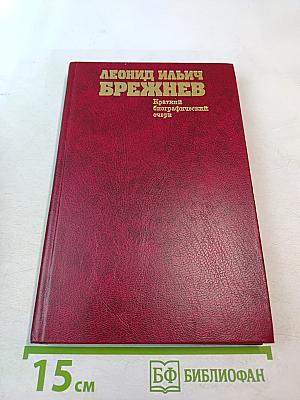 ЛЕОНИД ИЛЬИЧ
БРЕЖНЕВ
Краткий
биографический
очерк
15 см
БФ БИБЛИОФАН